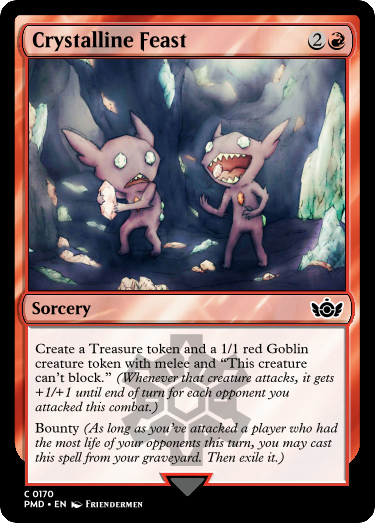 Crystalline Feast 2
Sorcery
Create a Treasure token and a 1/1 red Goblin
creature token with melee and “This creature
can’t block.” (Whenever that creature attacks, it gets
+1/+1 until end of turn for each opponent you
attacked this combat.)
Bounty (As long as you’ve attacked a player who had
the most life of your opponents this turn, you may cast
this spell from your graveyard. Then exile it.)
C 0170
PMD • EN Friendermen